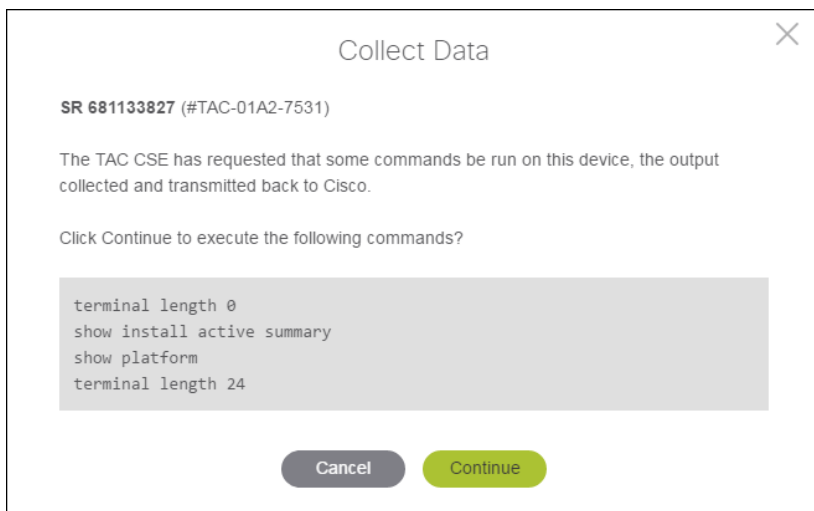 Collect Data
SR 681133827 (#TAC-01A2-7531)
The TAC CSE has requested that some commands be run on this device, the output
collected and transmitted back to Cisco.
Click Continue to execute the following commands?
terminal length 0
show install active summary
show platform
terminal length 24
Cancel
Continue